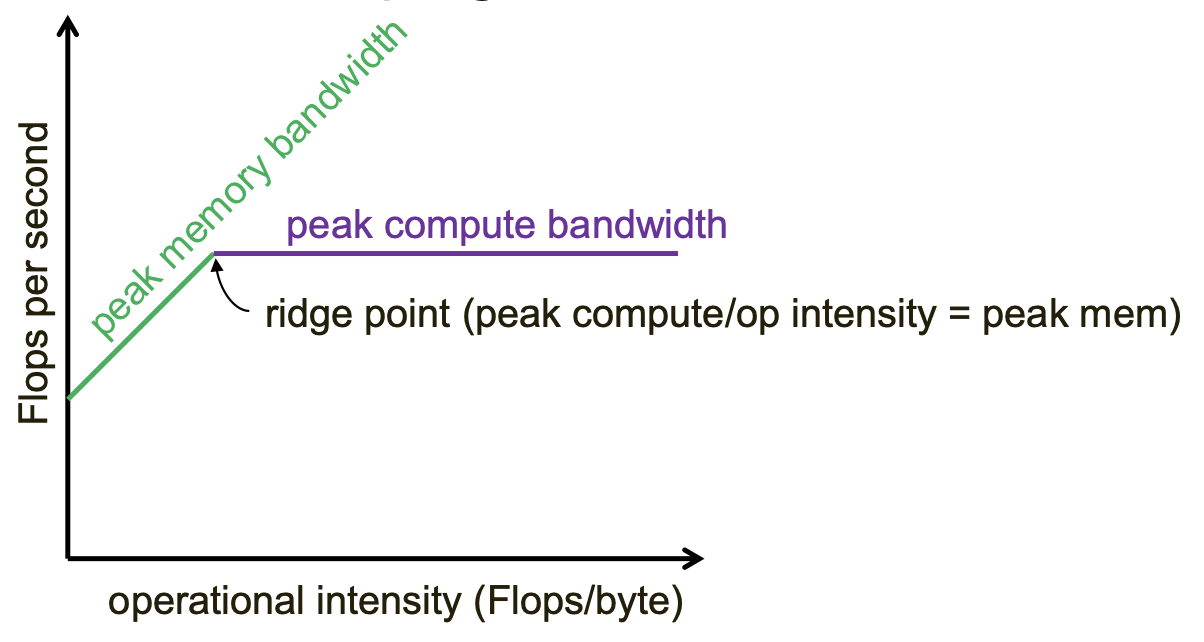 peak memory bandwidth
peak compute bandwidth
ridge point (peak compute/op intensity = peak mem)
Flops per second
operational intensity (Flops/byte)